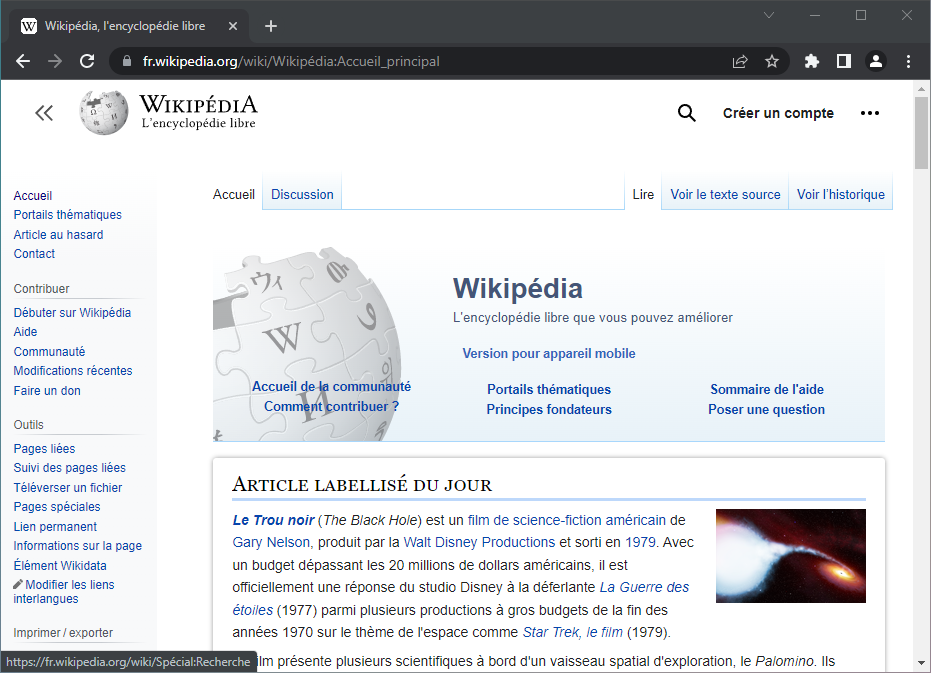 Wikipédia, l'encyclopédie libre
fr.wikipedia.org/wiki/Wikipédia:Accueil_principal
WIKIPÉDIA
L'encyclopédie libre
Créer un compte
Accueil
Portails thématiques
Article au hasard
Contact
Contribuer
Débuter sur Wikipédia
Aide
Communauté
Modifications récentes
Faire un don
Outils
Pages liées
Suivi des pages liées
Téléverser un fichier
Pages spéciales
Lien permanent
Informations sur la page
Élément Wikidata
Modifier les liens
interlangues
Imprimer / exporter
https://fr.wikipedia.org/wiki/Spécial:Recherche
Accueil Discussion Lire Voir le texte source Voir l'historique
Wikipédia
L'encyclopédie libre que vous pouvez améliorer
Version pour appareil mobile
Accueil de la communauté Portails thématiques Sommaire de l'aide
Comment contribuer ? Principes fondateurs Poser une question
ARTICLE LABELLISÉ DU JOUR
Le Trou noir (The Black Hole) est un film de science-fiction américain de
Gary Nelson, produit par la Walt Disney Productions et sorti en 1979. Avec
un budget dépassant les 20 millions de dollars américains, il est
officiellement une réponse du studio Disney à la déferlante La Guerre des
étoiles (1977) parmi plusieurs productions à gros budgets de la fin des
années 1970 sur le thème de l'espace comme Star Trek, le film (1979).
ilm présente plusieurs scientifiques à bord d'un vaisseau spatial d'exploration, le Palomino. Ils